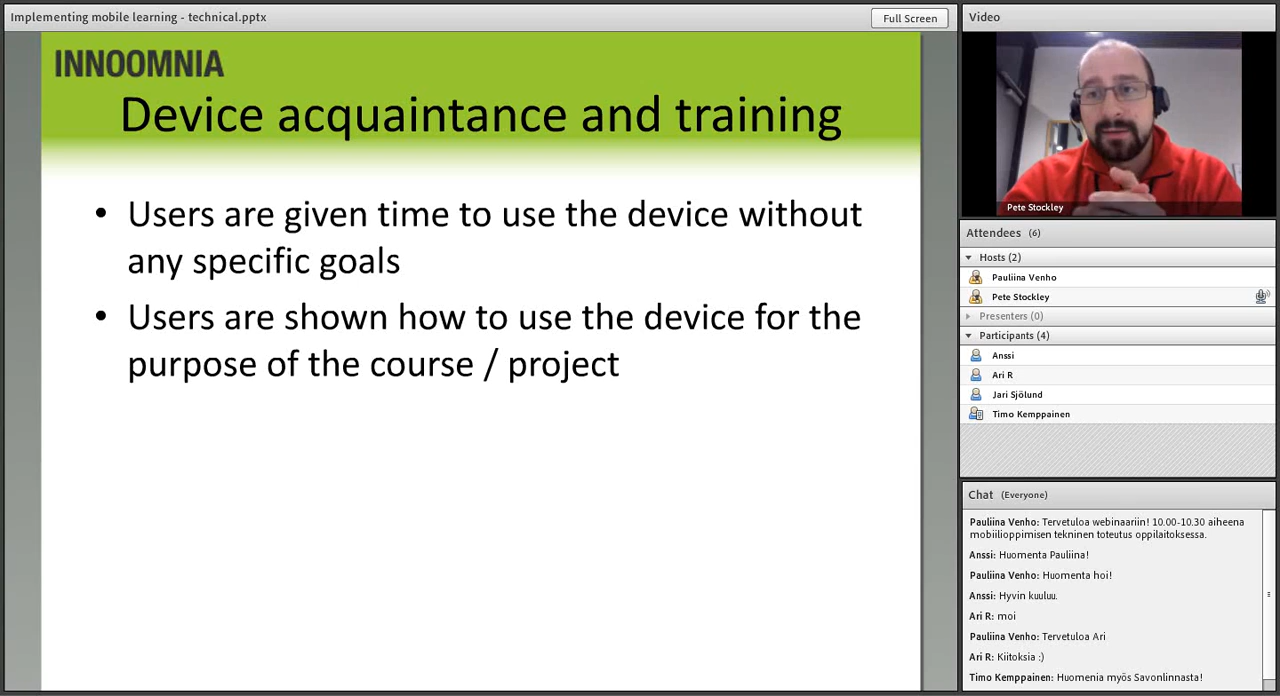 Implementing mobile learning - technical.pptx
Full Screen
INNOOMNIA
Device acquaintance and training
• Users are given time to use the device without
any specific goals
• Users are shown how to use the device for the
purpose of the course / project
Video
Pete Stockley
Attendees (6)
Hosts (2)
Pauliina Venho
Pete Stockley
Presenters (0)
Participants (4)
Anssi
Ari R
Jari Sjölund
Timo Kemppainen
Chat (Everyone)
Pauliina Venho: Tervetuloa webinaariin! 10.00-10.30 aiheena
mobiilioppimisen tekninen toteutus oppilaitoksessa.
Anssi: Huomenta Pauliina!
Pauliina Venho: Huomenta hoi!
Anssi: Hyvin kuuluu.
Ari R: moi
Pauliina Venho: Tervetuloa Ari
Ari R: Kiitoksia :)
Timo Kemppainen: Huomenia myös Savonlinnasta!